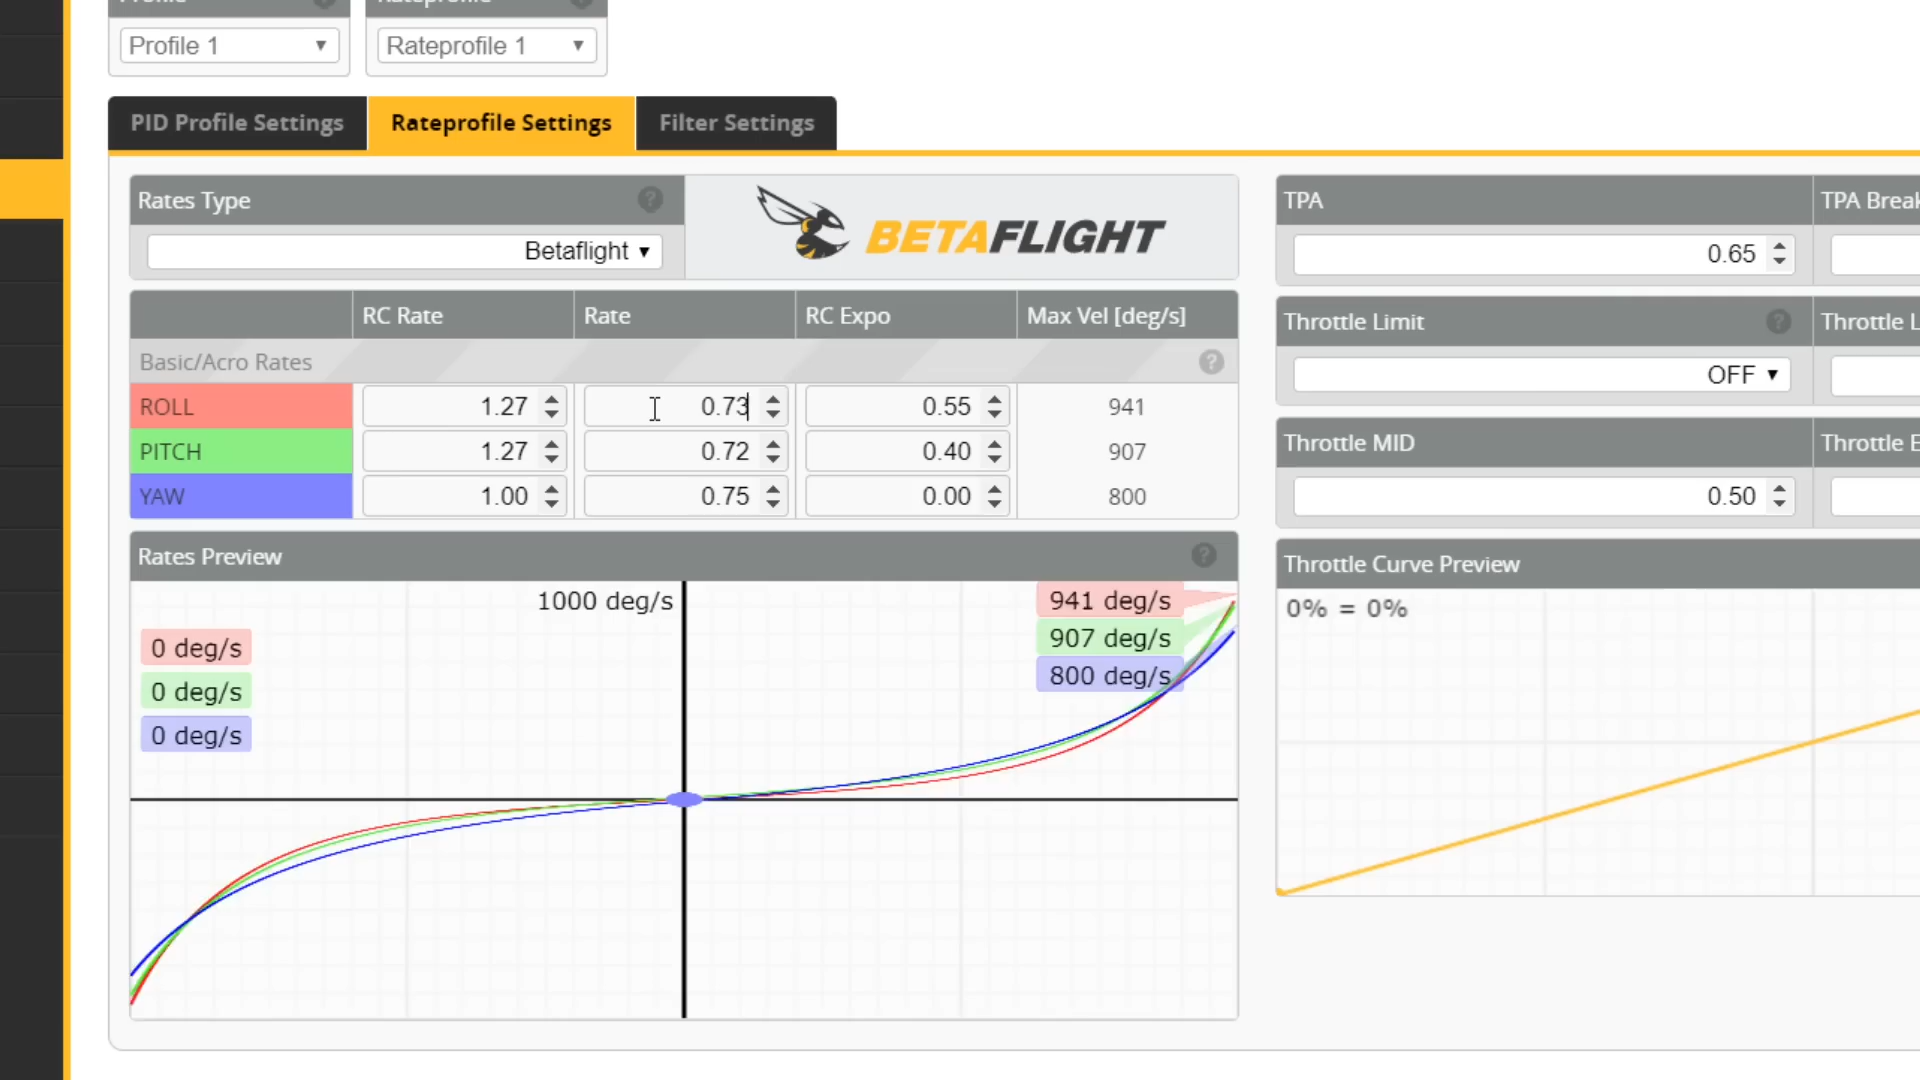 Profile 1
Rateprofile 1
PID Profile Settings
Rateprofile Settings
Filter Settings
Rates Type
Betaflight
BETAFLIGHT
RC Rate
Rate
RC Expo
Max Vel [deg/s]
Basic/Acro Rates
ROLL
1.27
0.73
0.55
941
PITCH
1.27
0.72
0.40
907
YAW
1.00
0.75
0.00
800
Rates Preview
1000 deg/s
941 deg/s
907 deg/s
800 deg/s
0 deg/s
0 deg/s
0 deg/s
TPA
TPA Break
0.65
Throttle Limit
Throttle L
OFF
Throttle MID
Throttle E
0.50
Throttle Curve Preview
0% = 0%